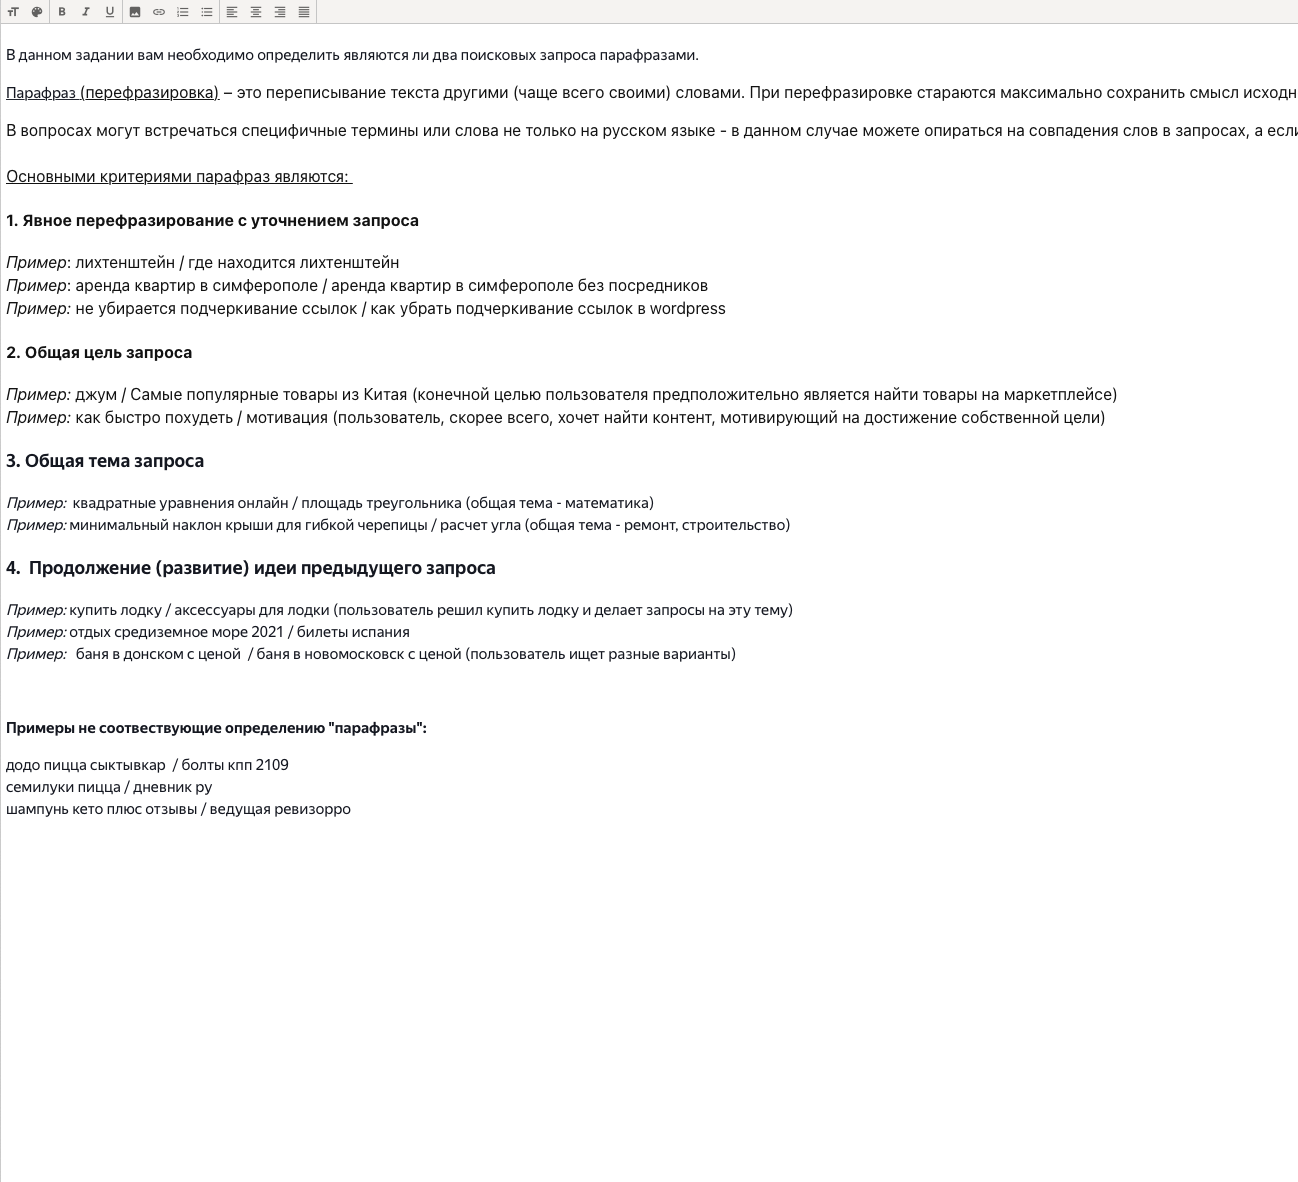 В данном задании вам необходимо определить являются ли два поисковых запроса парафразами.
Парафраз (перефразировка) – это переписывание текста другими (чаще всего своими) словами. При перефразировке стараются максимально сохранить смысл исходн
В вопросах могут встречаться специфичные термины или слова не только на русском языке - в данном случае можете опираться на совпадения слов в запросах, а если
Основными критериями парафраз являются:
1. Явное перефразирование с уточнением запроса
Пример: лихтенштейн / где находится лихтенштейн
Пример: аренда квартир в симферополе / аренда квартир в симферополе без посредников
Пример: не убирается подчеркивание ссылок / как убрать подчеркивание ссылок в wordpress
2. Общая цель запроса
Пример: джум / Самые популярные товары из Китая (конечной целью пользователя предположительно является найти товары на маркетплейсе)
Пример: как быстро похудеть / мотивация (пользователь, скорее всего, хочет найти контент, мотивирующий на достижение собственной цели)
3. Общая тема запроса
Пример: квадратные уравнения онлайн / площадь треугольника (общая тема - математика)
Пример: минимальный наклон крыши для гибкой черепицы / расчет угла (общая тема - ремонт, строительство)
4. Продолжение (развитие) идеи предыдущего запроса
Пример: купить лодку / аксессуары для лодки (пользователь решил купить лодку и делает запросы на эту тему)
Пример: отдых средиземное море 2021 / билеты испания
Пример: баня в донском с ценой / баня в новомосковск с ценой (пользователь ищет разные варианты)
Примеры не соотвествующие определению "парафразы":
додо пицца сыктывкар / болты кпп 2109
семилуки пицца / дневник ру
шампунь кето плюс отзывы / ведущая ревизорро